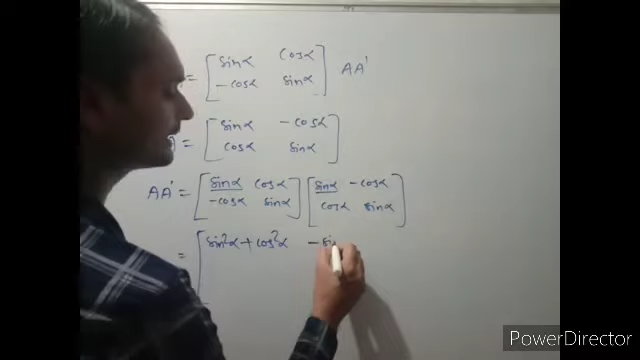 = [ sinα cosα ] AA'
[ -cosα sinα ]
= [ sinα -cosα ]
[ cosα sinα ]
AA' = [ sinα cosα ] [ sinα -cosα ]
[ -cosα sinα ] [ cosα sinα ]
= [ sin²α + cos²α - si
PowerDirector